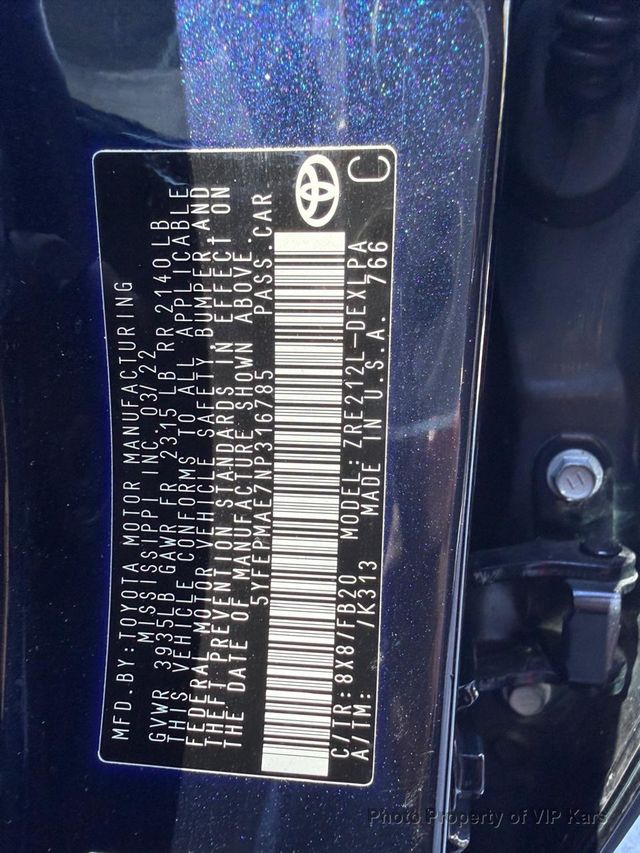 MFD.BY:TOYOTA MOTOR MANUFACTURING
MISSISSIPPI INC. 03/22
GVWR 3935LB GAWR FR 2315 LB RR 2140 LB
THIS VEHICLE CONFORMS TO ALL APPLICABLE
FEDERAL MOTOR VEHICLE SAFETY BUMPER AND
THEFT PREVENTION STANDARDS IN EFFECT ON
THE DATE OF MANUFACTURE SHOWN ABOVE.
5YFEPMAE7NP316785 PASS.CAR
C/TR:8X8/FB20 MODEL:ZRE212L-DEXLPA
A/TM: /K313 MADE IN U.S.A. 766
C
Photo Property of VIP Kars